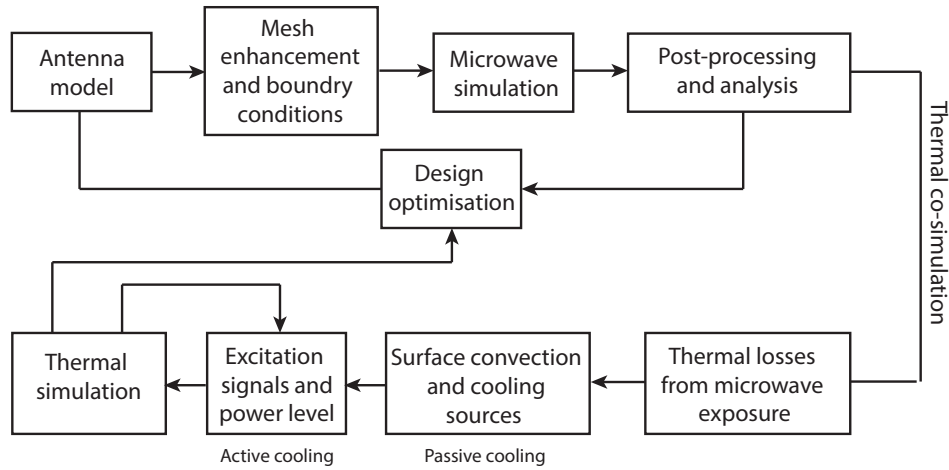 Antenna
model
Mesh
enhancement
and boundry
conditions
Microwave
simulation
Post-processing
and analysis
Design
optimisation
Thermal co-simulation
Thermal
simulation
Excitation
signals and
power level
Surface convection
and cooling
sources
Thermal losses
from microwave
exposure
Active cooling
Passive cooling